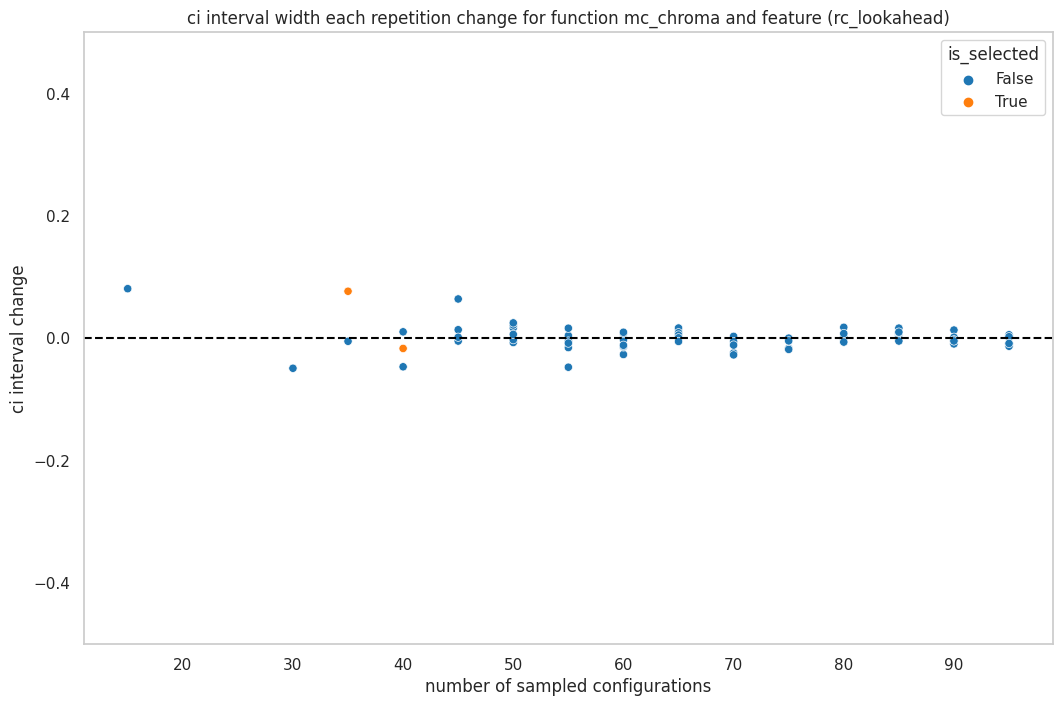 ci interval width each repetition change for function mc_chroma and feature (rc_lookahead)
is_selected
False
True
0.4
0.2
0.0
−0.2
−0.4
ci interval change
20 30 40 50 60 70 80 90
number of sampled configurations